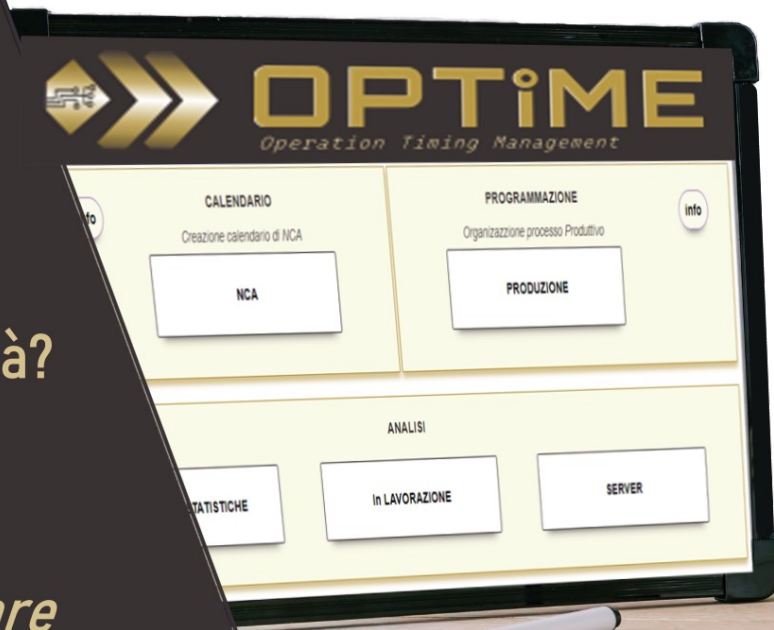 OPTiME
Operation Timing Management
CALENDARIO
Creazione calendario di NCA
NCA
PROGRAMMAZIONE
Organizazzione processo Produttivo
info
PRODUZIONE
ANALISI
In LAVORAZIONE
SERVER